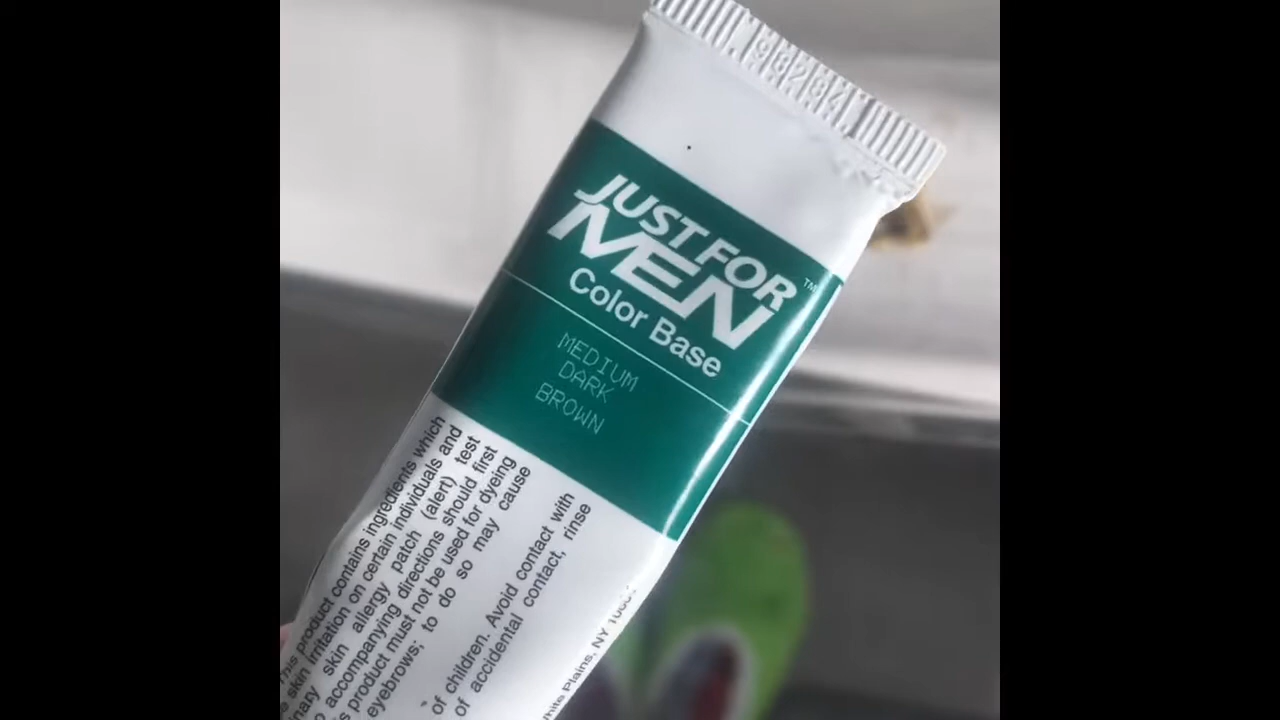 98284
JUST FOR
MEN™
Color Base
MEDIUM
DARK
BROWN
This product contains ingredients which
skin irritation on certain individuals and
skin allergy patch (alert) test
accompanying directions should first
product must not be used for dyeing
eyebrows; to do so may cause
of children. Avoid contact with
of accidental contact, rinse
Plains, NY